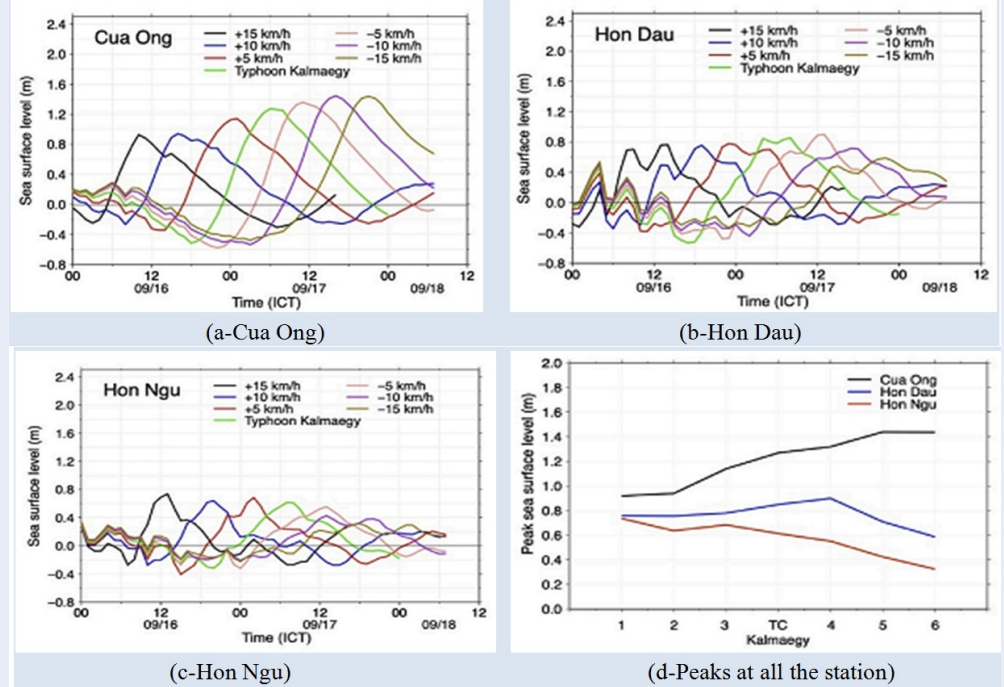 Cua Ong
+15 km/h
+10 km/h
+5 km/h
Typhoon Kalmaegy
−5 km/h
−10 km/h
−15 km/h
Sea surface level (m)
2.4
2.0
1.6
1.2
0.8
0.4
0.0
−0.4
−0.8
00 12 00 12 00 12
09/16 09/17 09/18
Time (ICT)
(a-Cua Ong)
Hon Dau
+15 km/h
+10 km/h
+5 km/h
Typhoon Kalmaegy
−5 km/h
−10 km/h
−15 km/h
Sea surface level (m)
2.4
2.0
1.6
1.2
0.8
0.4
0.0
−0.4
−0.8
00 12 00 12 00 12
09/16 09/17 09/18
Time (ICT)
(b-Hon Dau)
Hon Ngu
+15 km/h
+10 km/h
+5 km/h
Typhoon Kalmaegy
−5 km/h
−10 km/h
−15 km/h
Sea surface level (m)
2.4
2.0
1.6
1.2
0.8
0.4
0.0
−0.4
−0.8
00 12 00 12 00 12
09/16 09/17 09/18
Time (ICT)
(c-Hon Ngu)
Cua Ong
Hon Dau
Hon Ngu
Peak sea surface level (m)
2.0
1.8
1.6
1.4
1.2
1.0
0.8
0.6
0.4
0.2
0.0
1 2 3 TC 4 5 6
Kalmaegy
(d-Peaks at all the station)